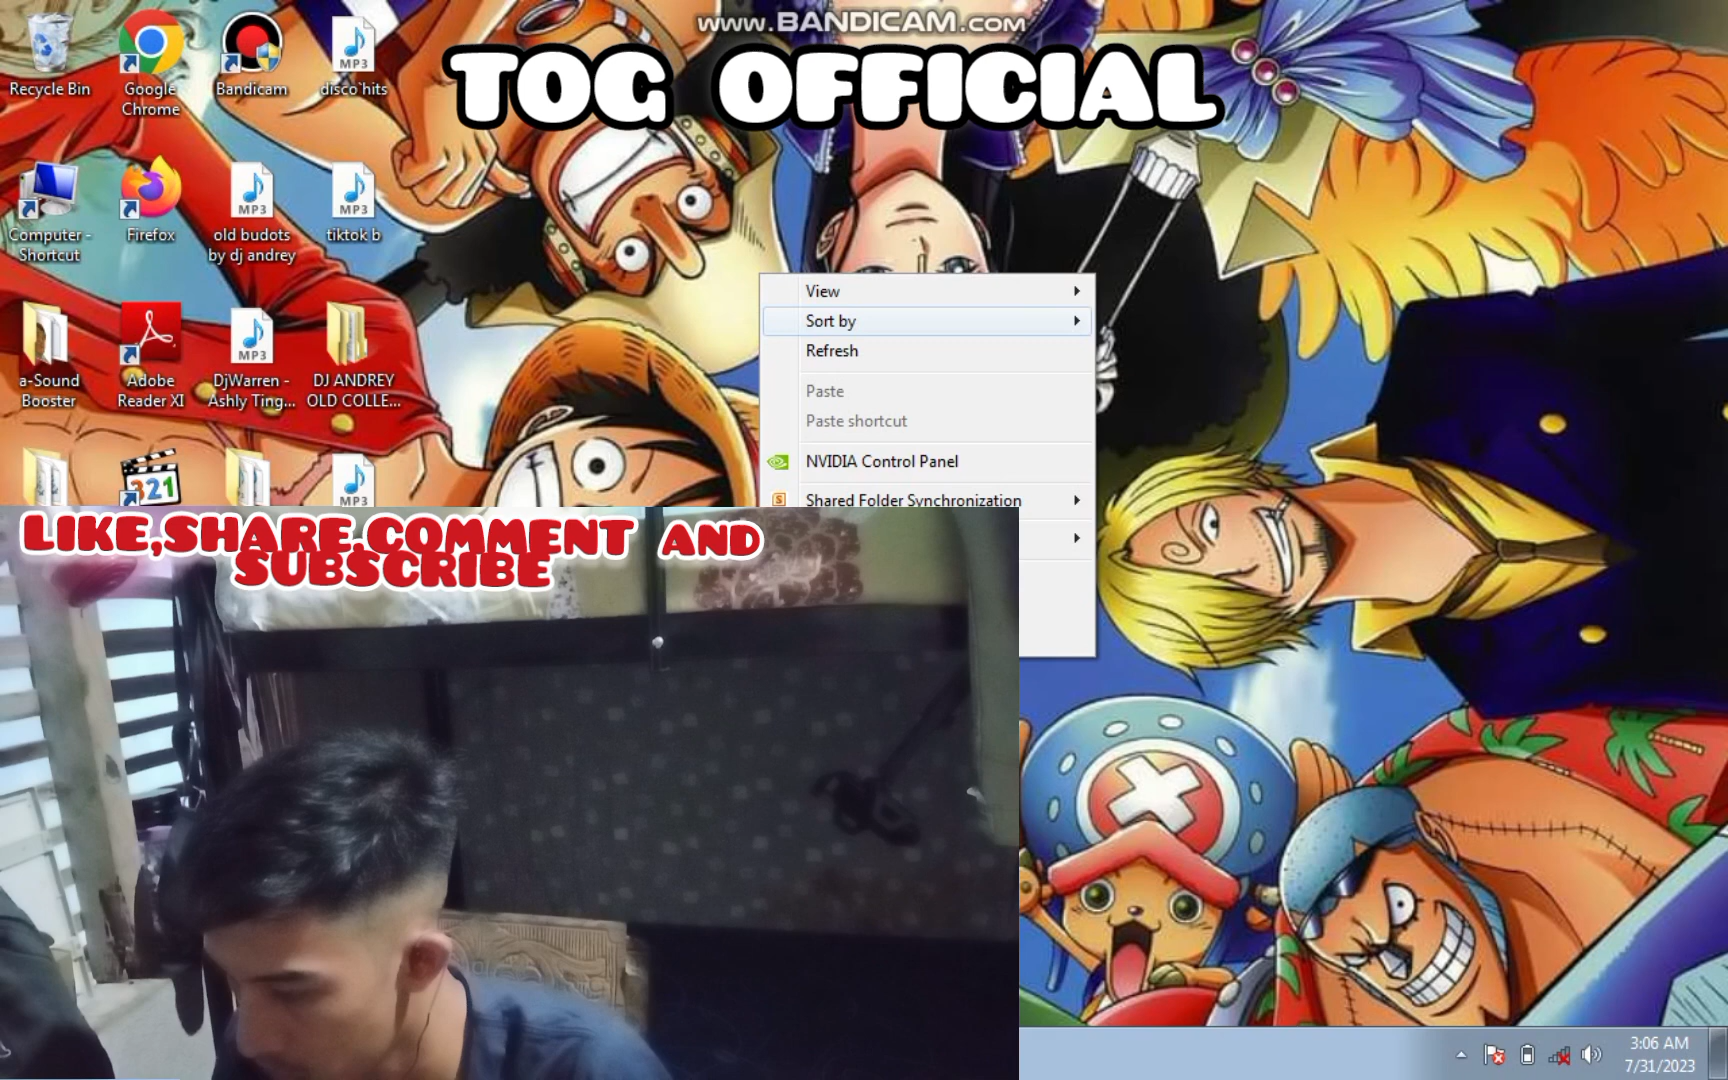 www.BANDICAM.com
TOG OFFICIAL
Recycle Bin
Google Chrome
Bandicam
disco`hits
MP3
Computer - Shortcut
Firefox
old budots by dj andrey
MP3
tiktok b
MP3
a-Sound Booster
Adobe Reader XI
DjWarren - Ashly Ting...
MP3
DJ ANDREY OLD COLLE...
321
MP3
View
Sort by
Refresh
Paste
Paste shortcut
NVIDIA Control Panel
Shared Folder Synchronization
LIKE,SHARE,COMMENT AND
SUBSCRIBE
3:06 AM
7/31/2023